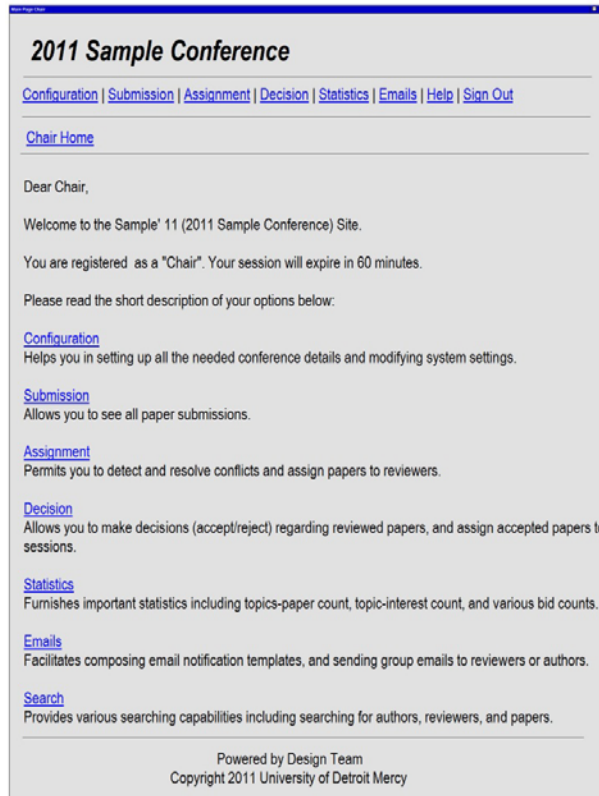 Main Page Chair
2011 Sample Conference
Configuration | Submission | Assignment | Decision | Statistics | Emails | Help | Sign Out
Chair Home
Dear Chair,
Welcome to the Sample' 11 (2011 Sample Conference) Site.
You are registered as a "Chair". Your session will expire in 60 minutes.
Please read the short description of your options below:
Configuration
Helps you in setting up all the needed conference details and modifying system settings.
Submission
Allows you to see all paper submissions.
Assignment
Permits you to detect and resolve conflicts and assign papers to reviewers.
Decision
Allows you to make decisions (accept/reject) regarding reviewed papers, and assign accepted papers to
sessions.
Statistics
Furnishes important statistics including topics-paper count, topic-interest count, and various bid counts.
Emails
Facilitates composing email notification templates, and sending group emails to reviewers or authors.
Search
Provides various searching capabilities including searching for authors, reviewers, and papers.
Powered by Design Team
Copyright 2011 University of Detroit Mercy